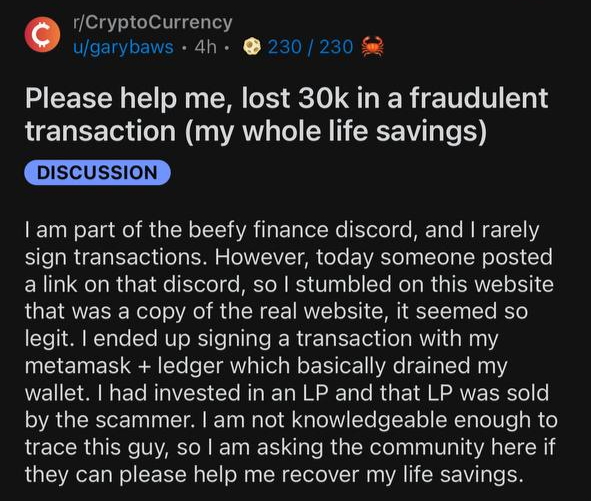 r/CryptoCurrency
u/garybaws • 4h • 230 / 230
Please help me, lost 30k in a fraudulent
transaction (my whole life savings)
DISCUSSION
I am part of the beefy finance discord, and I rarely
sign transactions. However, today someone posted
a link on that discord, so I stumbled on this website
that was a copy of the real website, it seemed so
legit. I ended up signing a transaction with my
metamask + ledger which basically drained my
wallet. I had invested in an LP and that LP was sold
by the scammer. I am not knowledgeable enough to
trace this guy, so I am asking the community here if
they can please help me recover my life savings.